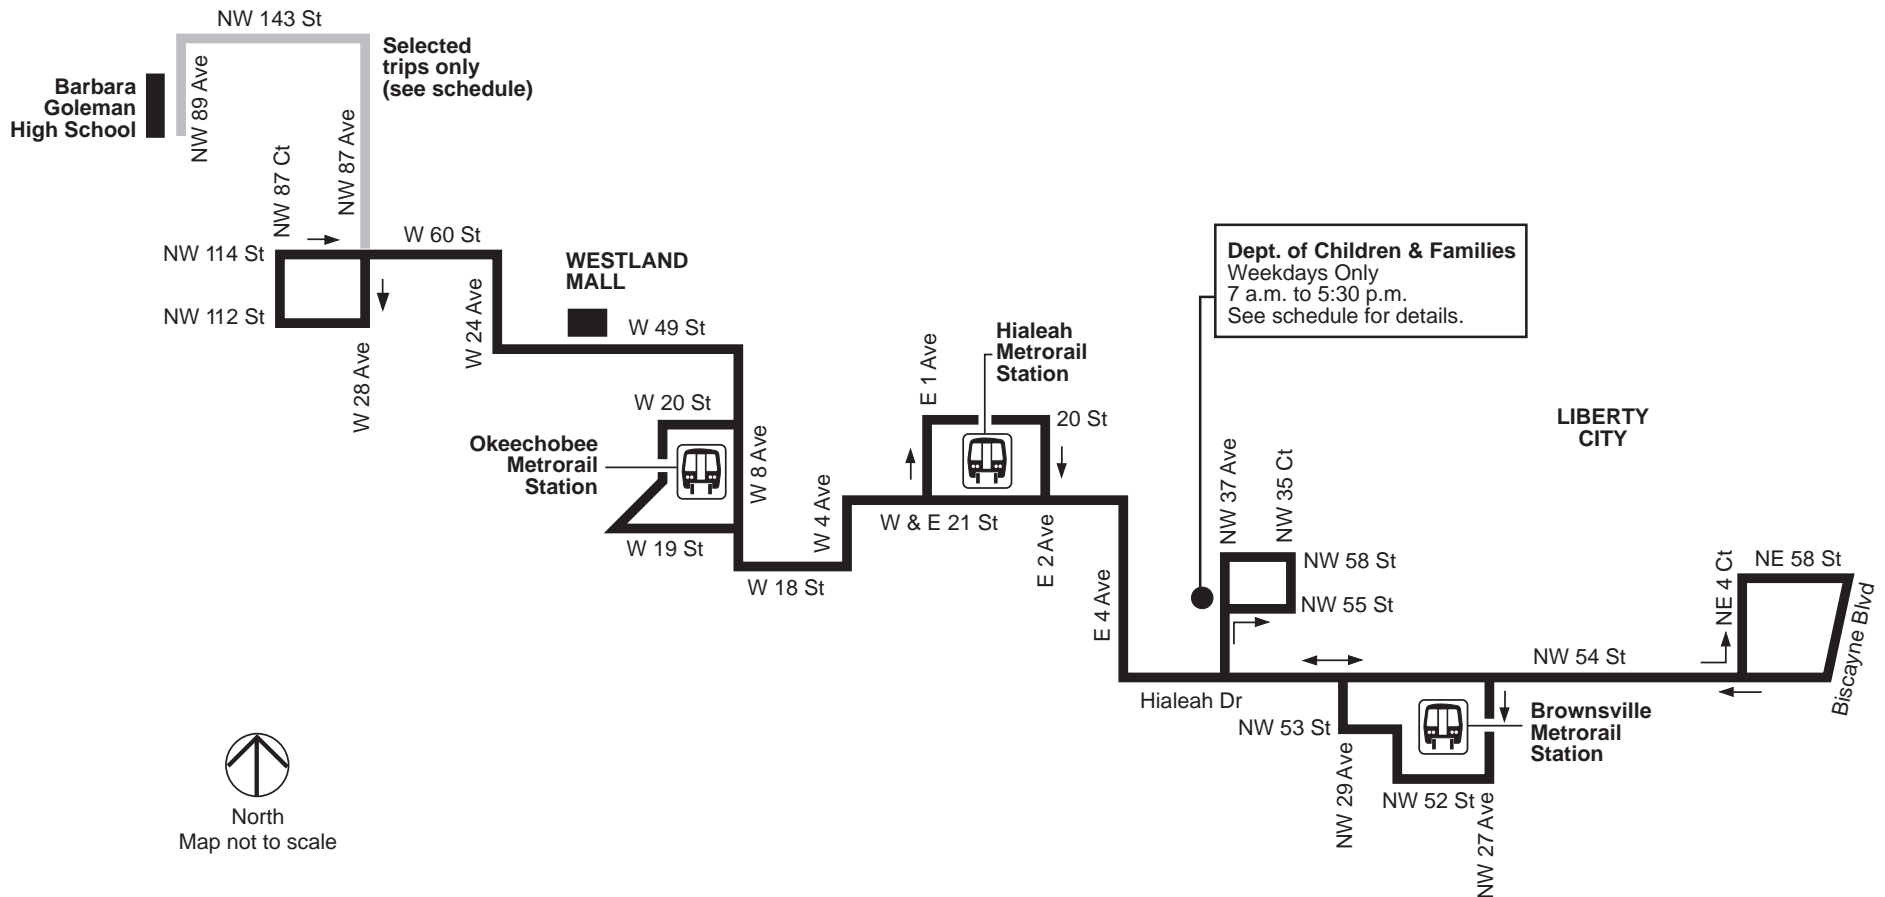 NW 143 St
Selected
trips only
(see schedule)
Barbara
Goleman
High School
NW 89 Ave
NW 87 Ave
NW 87 Ct
NW 114 St
W 60 St
NW 112 St
W 28 Ave
W 24 Ave
WESTLAND
MALL
W 49 St
W 20 St
Okeechobee
Metrorail
Station
W 8 Ave
W 19 St
W 18 St
W 4 Ave
E 1 Ave
Hialeah
Metrorail
Station
20 St
W & E 21 St
E 2 Ave
E 4 Ave
Dept. of Children & Families
Weekdays Only
7 a.m. to 5:30 p.m.
See schedule for details.
LIBERTY
CITY
NW 37 Ave
NW 35 Ct
NW 58 St
NW 55 St
NE 4 Ct
NE 58 St
Biscayne Blvd
NW 54 St
Hialeah Dr
NW 53 St
NW 29 Ave
NW 52 St
NW 27 Ave
Brownsville
Metrorail
Station
North
Map not to scale